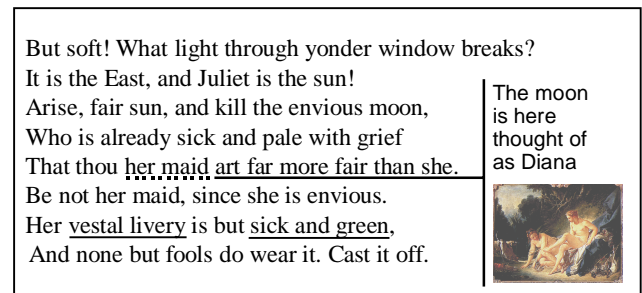 But soft! What light through yonder window breaks?
It is the East, and Juliet is the sun!
Arise, fair sun, and kill the envious moon,
Who is already sick and pale with grief
That thou her maid art far more fair than she.
Be not her maid, since she is envious.
Her vestal livery is but sick and green,
And none but fools do wear it. Cast it off.
The moon
is here
thought of
as Diana